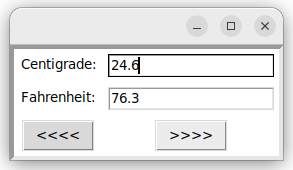 Centigrade: 24.6
Fahrenheit: 76.3
<<<< >>>>